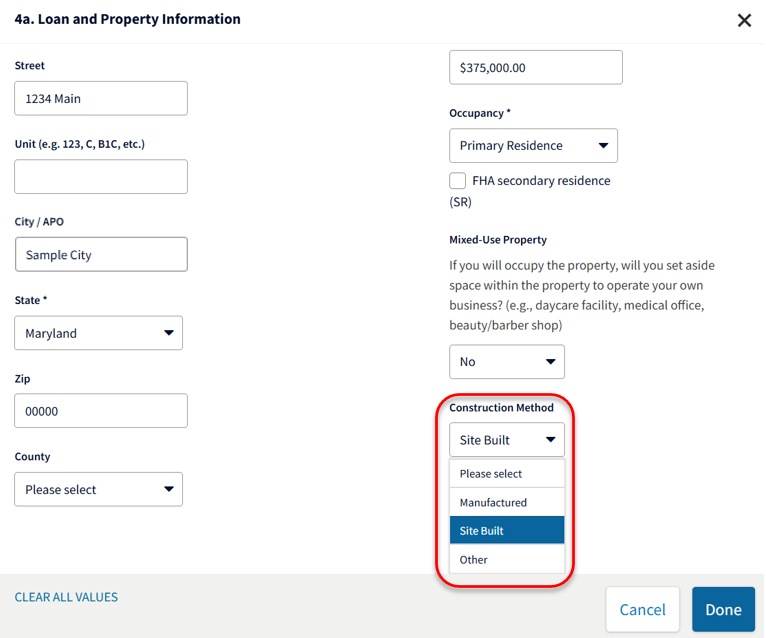 4a. Loan and Property Information
Street
1234 Main
Unit (e.g. 123, C, B1C, etc.)
City / APO
Sample City
State *
Maryland
Zip
00000
County
Please select
$375,000.00
Occupancy *
Primary Residence
FHA secondary residence
(SR)
Mixed-Use Property
If you will occupy the property, will you set aside
space within the property to operate your own
business? (e.g., daycare facility, medical office,
beauty/barber shop)
No
Construction Method
Site Built
Please select
Manufactured
Site Built
Other
CLEAR ALL VALUES
Cancel
Done